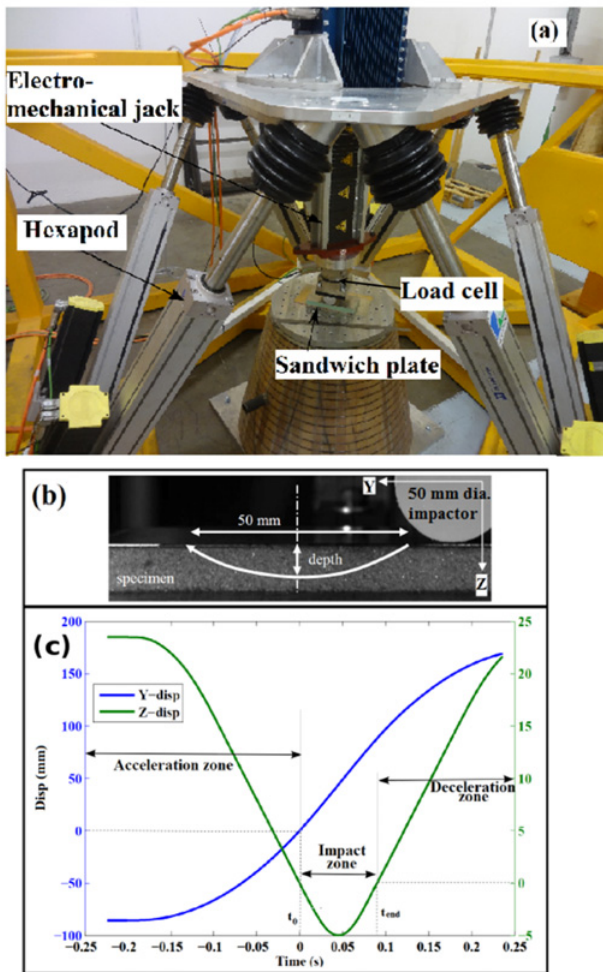 (a)
Electro-
mechanical jack
Hexapod
Load cell
Sandwich plate
(b)
Y
50 mm dia.
impactor
50 mm
depth
specimen
Z
(c)
200
150
100
50
0
−50
−100
25
20
15
10
5
0
−5
Y−disp
Z−disp
Disp (mm)
Acceleration zone
Deceleration
zone
Impact
zone
t0
tend
−0.25
−0.2
−0.15
−0.1
−0.05
0
0.05
0.1
0.15
0.2
0.25
Time (s)